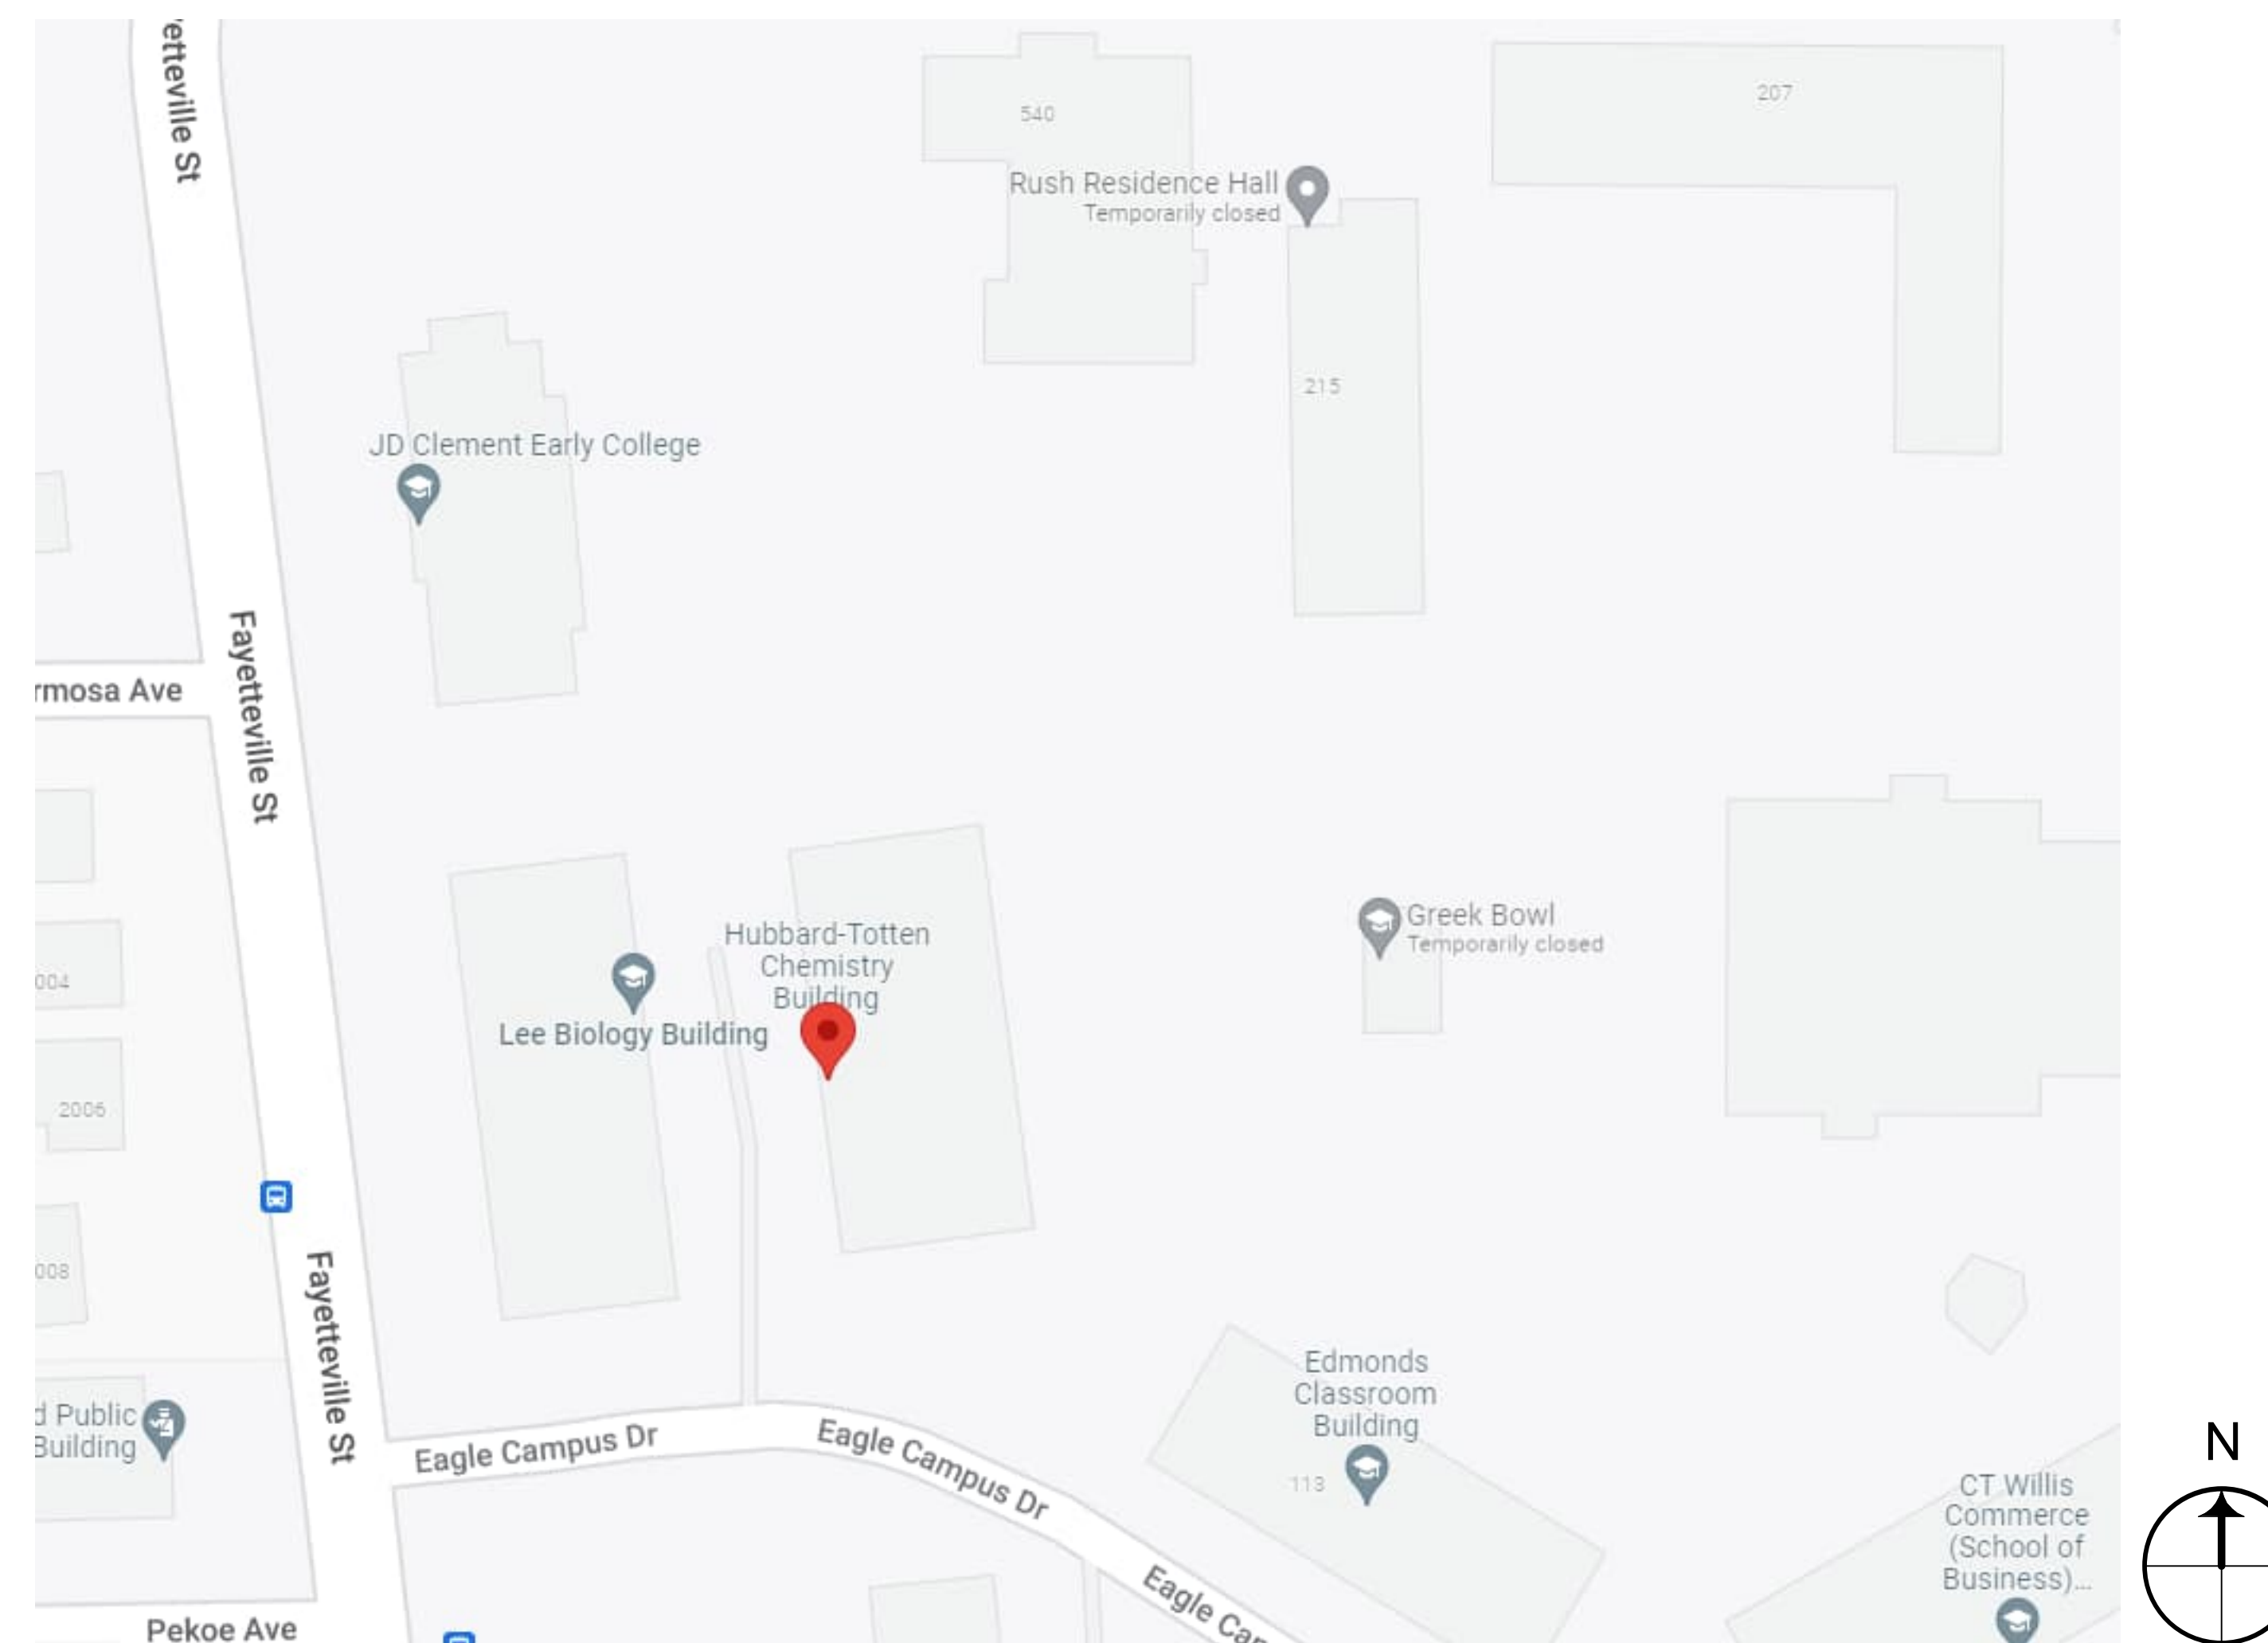 etteville St
540
207
Rush Residence Hall
Temporarily closed
215
JD Clement Early College
Fayetteville St
rmosa Ave
Hubbard-Totten
Chemistry
Building
Lee Biology Building
Greek Bowl
Temporarily closed
004
2006
008
Fayetteville St
d Public
Building
Eagle Campus Dr
Eagle Campus Dr
Eagle Car
Edmonds
Classroom
Building
113
CT Willis
Commerce
(School of
Business)...
Pekoe Ave
N